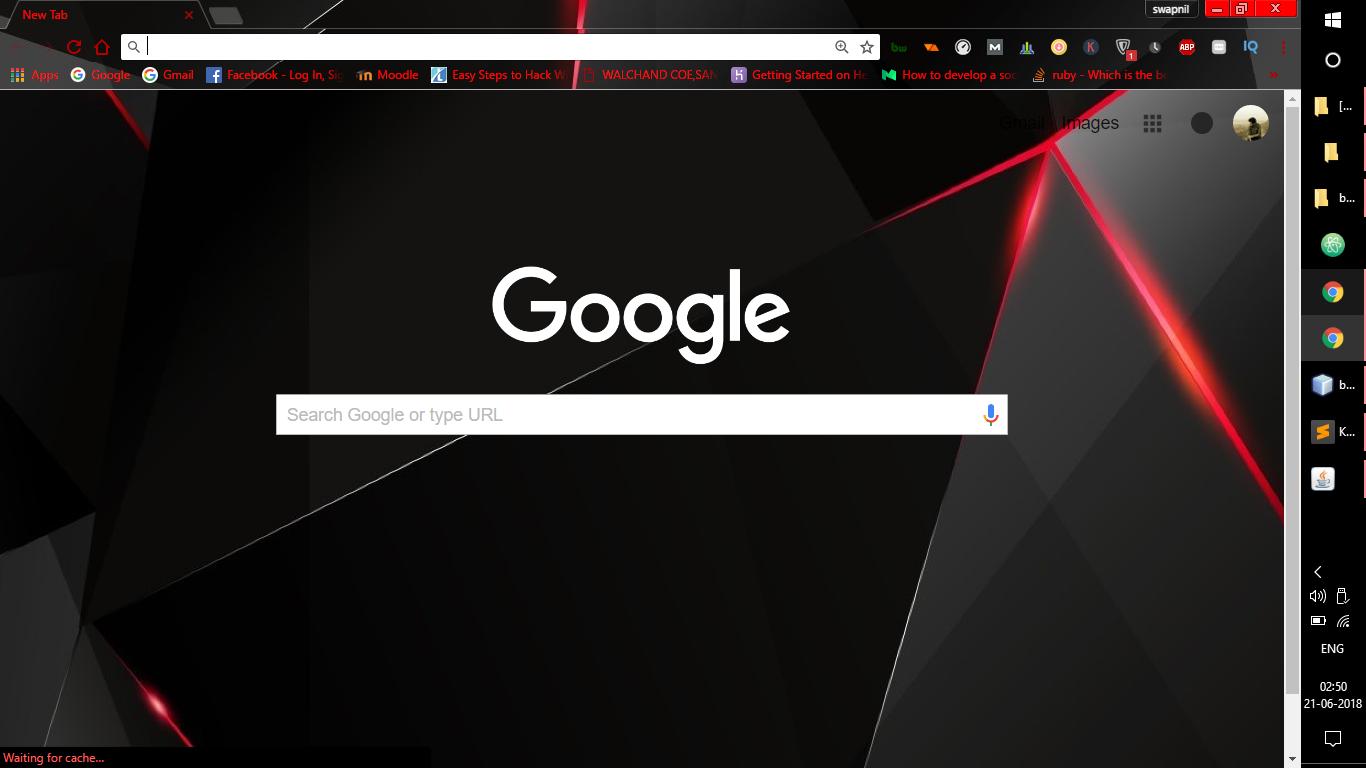 New Tab
swapnil
Apps Google Gmail Facebook - Log In, Si Moodle Easy Steps to Hack W WALCHAND COE,SAN Getting Started on He How to develop a soc ruby - Which is the be »
Gmail Images
Google
Search Google or type URL
Waiting for cache...
bw
M
K
1
ABP
IQ
[...
b...
b...
K...
ENG
02:50
21-06-2018